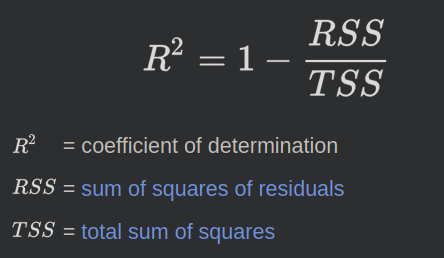 R² = 1 − RSS/TSS
R² = coefficient of determination
RSS = sum of squares of residuals
TSS = total sum of squares